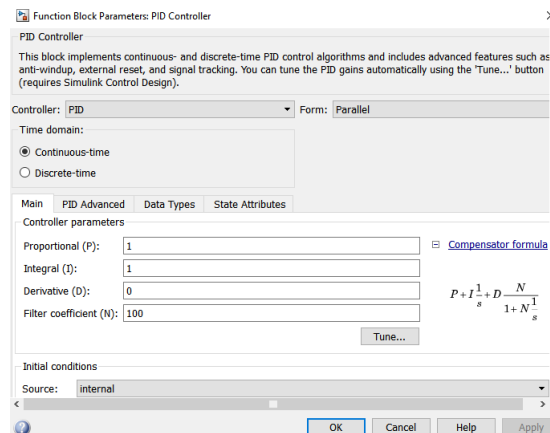 Function Block Parameters: PID Controller
PID Controller
This block implements continuous- and discrete-time PID control algorithms and includes advanced features such as
anti-windup, external reset, and signal tracking. You can tune the PID gains automatically using the 'Tune...' button
(requires Simulink Control Design).
Controller: PID Form: Parallel
Time domain:
Continuous-time
Discrete-time
Main PID Advanced Data Types State Attributes
Controller parameters
Proportional (P): 1 Compensator formula
Integral (I): 1
Derivative (D): 0
P + I 1/s + D N/(1 + N 1/s)
Filter coefficient (N): 100
Tune...
Initial conditions
Source: internal
OK Cancel Help Apply